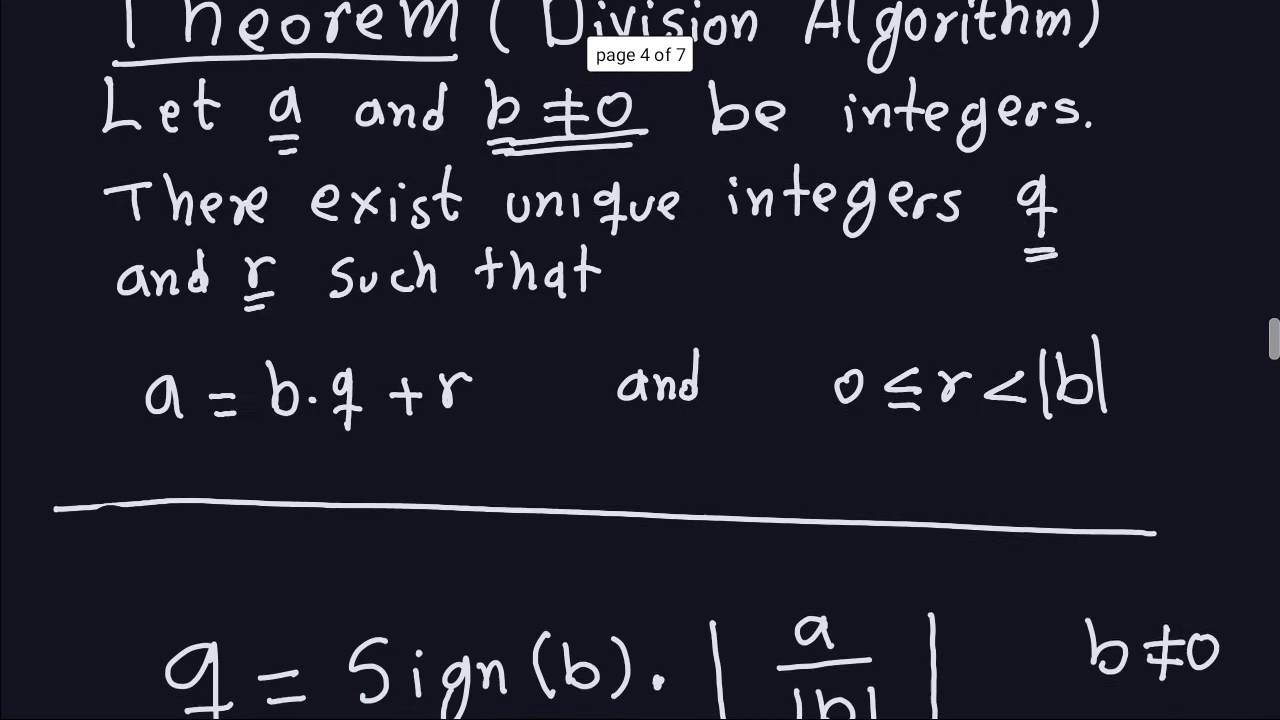 Theorem (Division Algorithm)
page 4 of 7
Let a and b ≠ 0 be integers.
There exist unique integers q
and r such that
a = b·q + r and 0 ≤ r < |b|
q = Sign(b)· | a / |b| | b ≠ 0